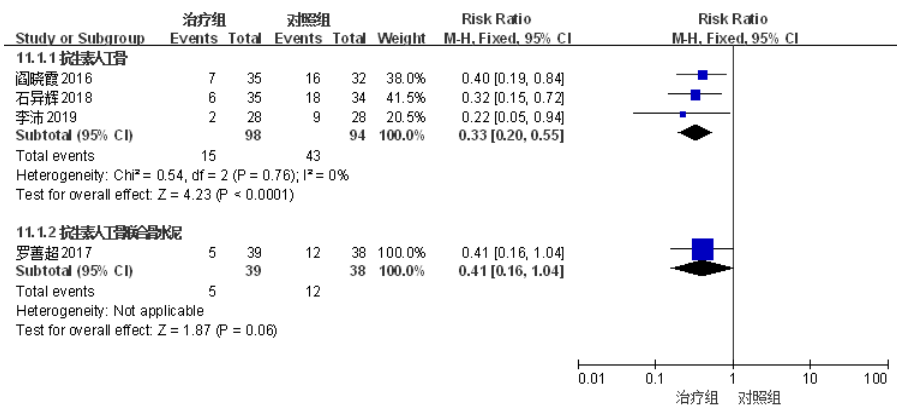 治疗组 对照组 Risk Ratio Risk Ratio
Study or Subgroup Events Total Events Total Weight M-H, Fixed, 95% CI M-H, Fixed, 95% CI
11.1.1 抗生素人工骨
阎晓霞 2016 7 35 16 32 38.0% 0.40 [0.19, 0.84]
石异辉 2018 6 35 18 34 41.5% 0.32 [0.15, 0.72]
李沛 2019 2 28 9 28 20.5% 0.22 [0.05, 0.94]
Subtotal (95% CI) 98 94 100.0% 0.33 [0.20, 0.55]
Total events 15 43
Heterogeneity: Chi² = 0.54, df = 2 (P = 0.76); I² = 0%
Test for overall effect: Z = 4.23 (P < 0.0001)
11.1.2 抗生素人工骨联合骨水泥
罗善超 2017 5 39 12 38 100.0% 0.41 [0.16, 1.04]
Subtotal (95% CI) 39 38 100.0% 0.41 [0.16, 1.04]
Total events 5 12
Heterogeneity: Not applicable
Test for overall effect: Z = 1.87 (P = 0.06)
0.01 0.1 1 10 100
治疗组 对照组